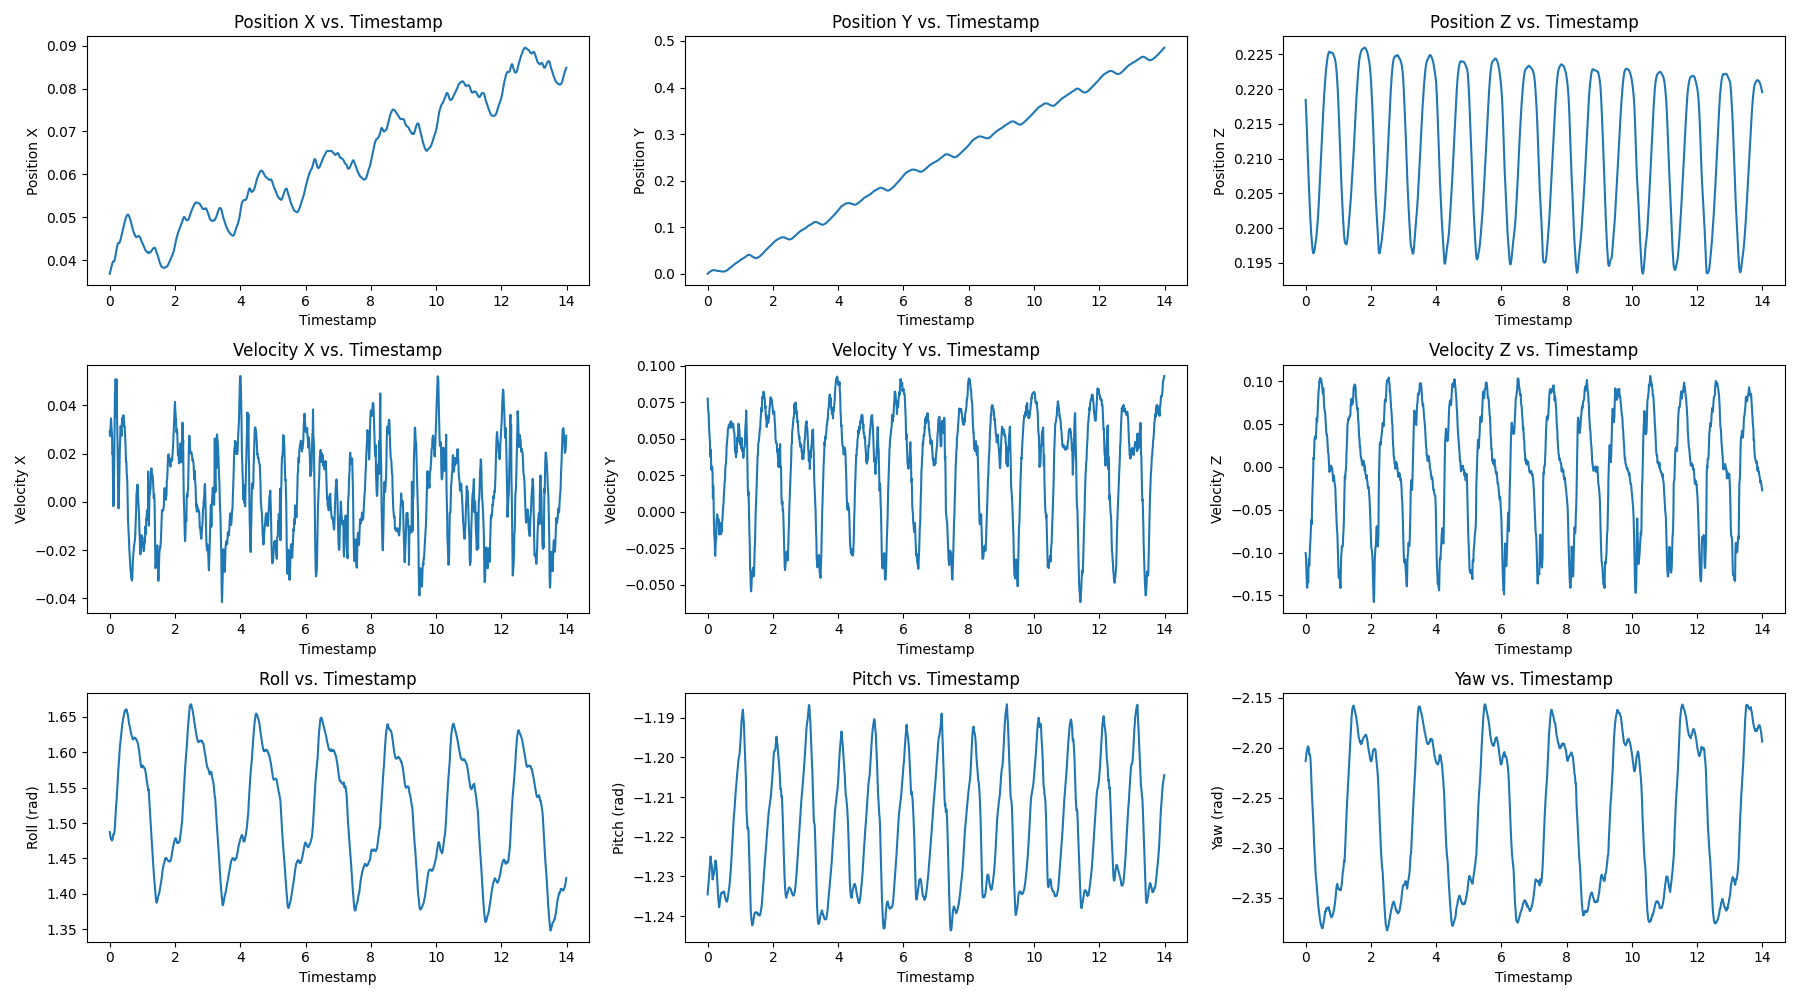 Position X vs. Timestamp
Position X
0.09
0.08
0.07
0.06
0.05
0.04
0 2 4 6 8 10 12 14
Timestamp
Position Y vs. Timestamp
Position Y
0.5
0.4
0.3
0.2
0.1
0.0
0 2 4 6 8 10 12 14
Timestamp
Position Z vs. Timestamp
Position Z
0.225
0.220
0.215
0.210
0.205
0.200
0.195
0 2 4 6 8 10 12 14
Timestamp
Velocity X vs. Timestamp
Velocity X
0.04
0.02
0.00
−0.02
−0.04
0 2 4 6 8 10 12 14
Timestamp
Velocity Y vs. Timestamp
Velocity Y
0.100
0.075
0.050
0.025
0.000
−0.025
−0.050
0 2 4 6 8 10 12 14
Timestamp
Velocity Z vs. Timestamp
Velocity Z
0.10
0.05
0.00
−0.05
−0.10
−0.15
0 2 4 6 8 10 12 14
Timestamp
Roll vs. Timestamp
Roll (rad)
1.65
1.60
1.55
1.50
1.45
1.40
1.35
0 2 4 6 8 10 12 14
Timestamp
Pitch vs. Timestamp
Pitch (rad)
−1.19
−1.20
−1.21
−1.22
−1.23
−1.24
0 2 4 6 8 10 12 14
Timestamp
Yaw vs. Timestamp
Yaw (rad)
−2.15
−2.20
−2.25
−2.30
−2.35
0 2 4 6 8 10 12 14
Timestamp